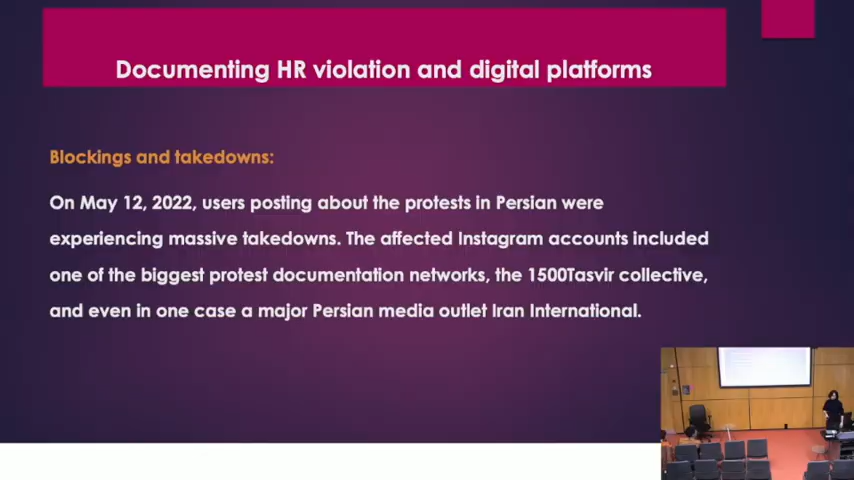 Documenting HR violation and digital platforms
Blockings and takedowns:
On May 12, 2022, users posting about the protests in Persian were
experiencing massive takedowns. The affected Instagram accounts included
one of the biggest protest documentation networks, the 1500Tasvir collective,
and even in one case a major Persian media outlet Iran International.